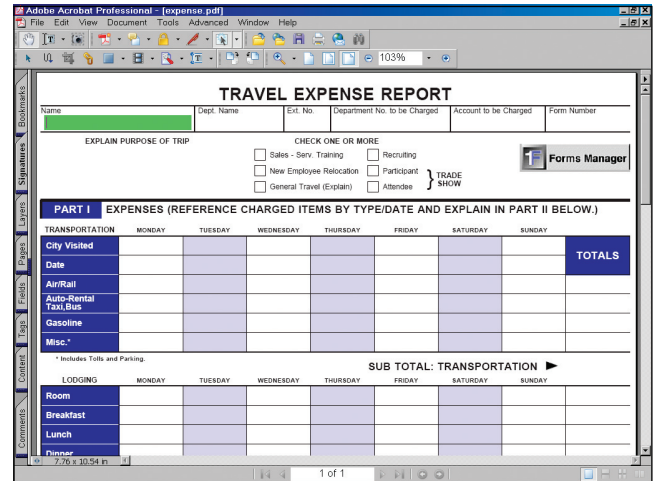 Adobe Acrobat Professional - [expense.pdf]
File Edit View Document Tools Advanced Window Help
103%
Bookmarks
Signatures
Layers
Pages
Fields
Tags
Content
Comments
TRAVEL EXPENSE REPORT
Name Dept. Name Ext. No. Department No. to be Charged Account to be Charged Form Number
EXPLAIN PURPOSE OF TRIP CHECK ONE OR MORE
Sales - Serv. Training Recruiting
New Employee Relocation Participant
General Travel (Explain) Attendee
} TRADE SHOW
Forms Manager
PART I EXPENSES (REFERENCE CHARGED ITEMS BY TYPE/DATE AND EXPLAIN IN PART II BELOW.)
TRANSPORTATION MONDAY TUESDAY WEDNESDAY THURSDAY FRIDAY SATURDAY SUNDAY
City Visited
TOTALS
Date
Air/Rail
Auto-Rental
Taxi,Bus
Gasoline
Misc.*
* Includes Tolls and Parking.
SUB TOTAL: TRANSPORTATION ►
LODGING MONDAY TUESDAY WEDNESDAY THURSDAY FRIDAY SATURDAY SUNDAY
Room
Breakfast
Lunch
Dinner
7.76 x 10.54 in
1 of 1